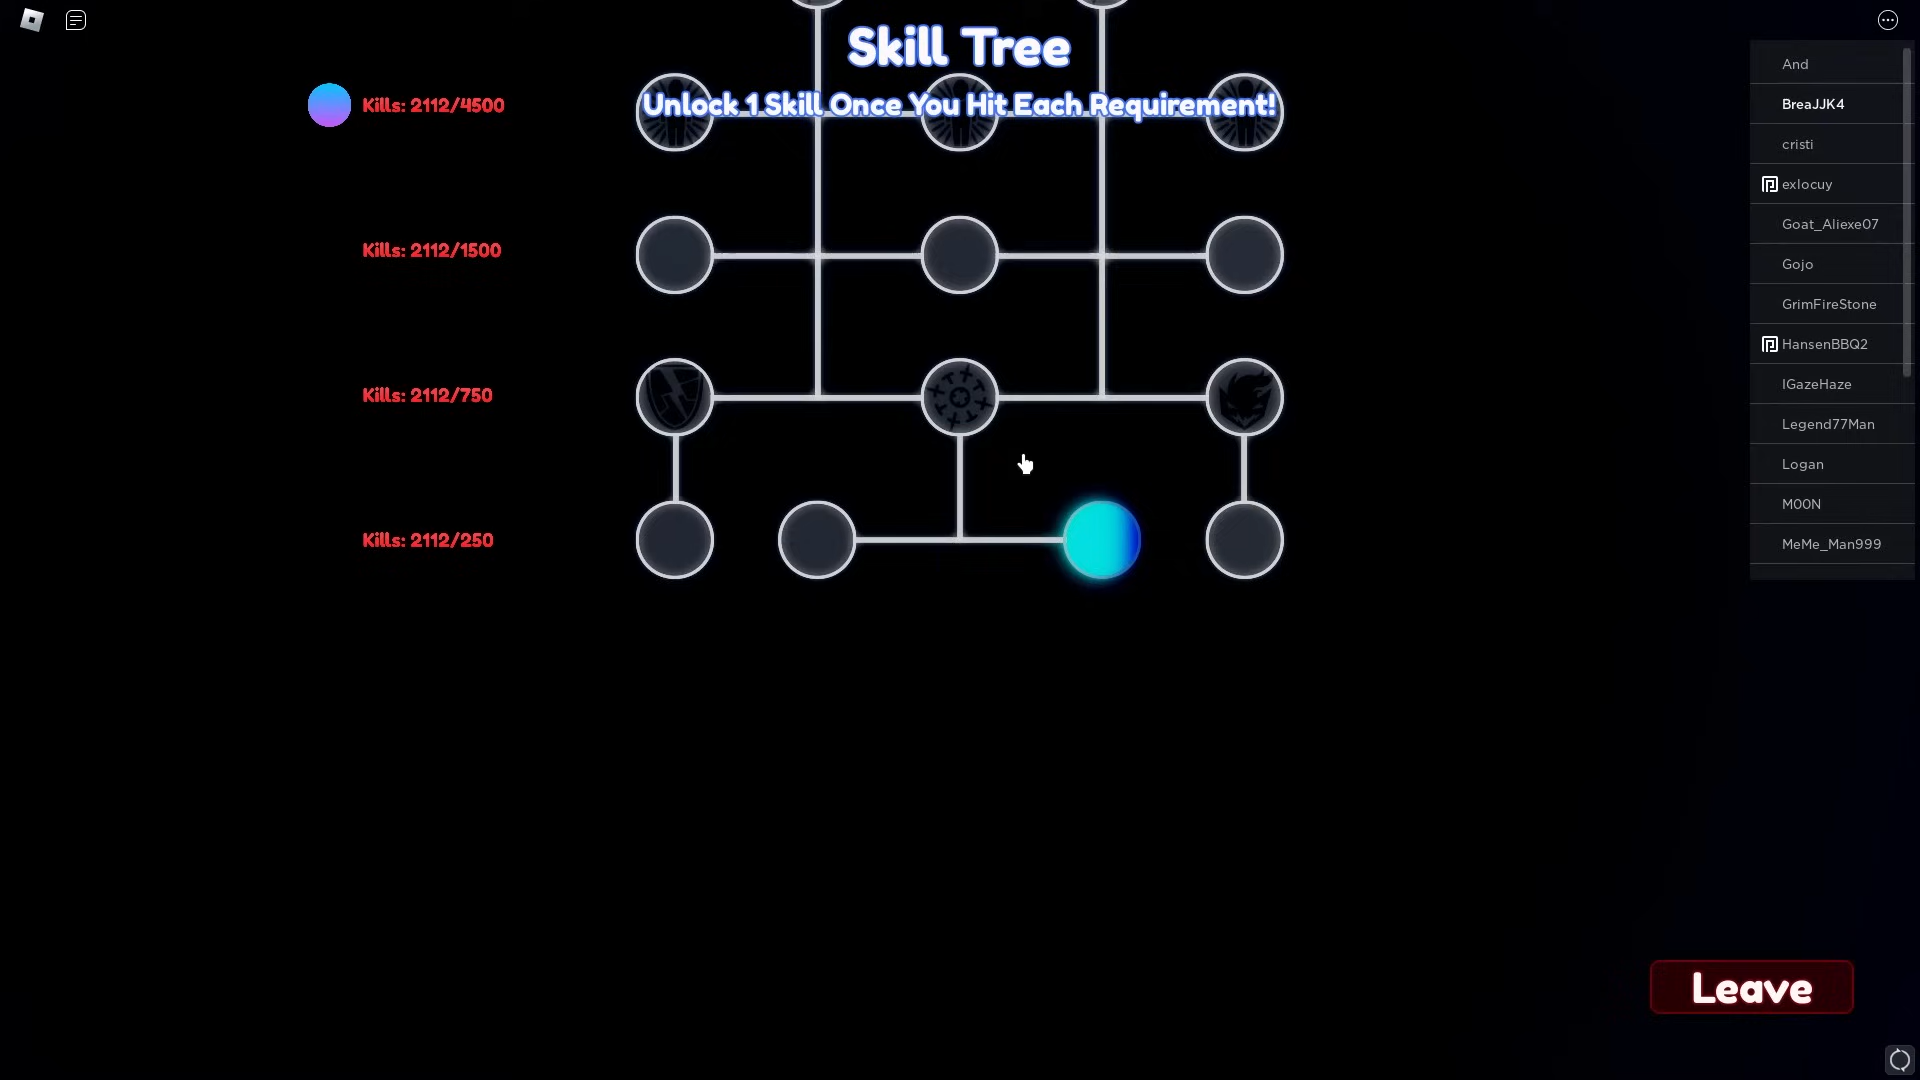 Skill Tree
Unlock 1 Skill Once You Hit Each Requirement!
Kills: 2112/4500
Kills: 2112/1500
Kills: 2112/750
Kills: 2112/250
And
BreaJJK4
cristi
exlocuy
Goat_Aliexe07
Gojo
GrimFireStone
HansenBBQ2
IGazeHaze
Legend77Man
Logan
M00N
MeMe_Man999
Leave